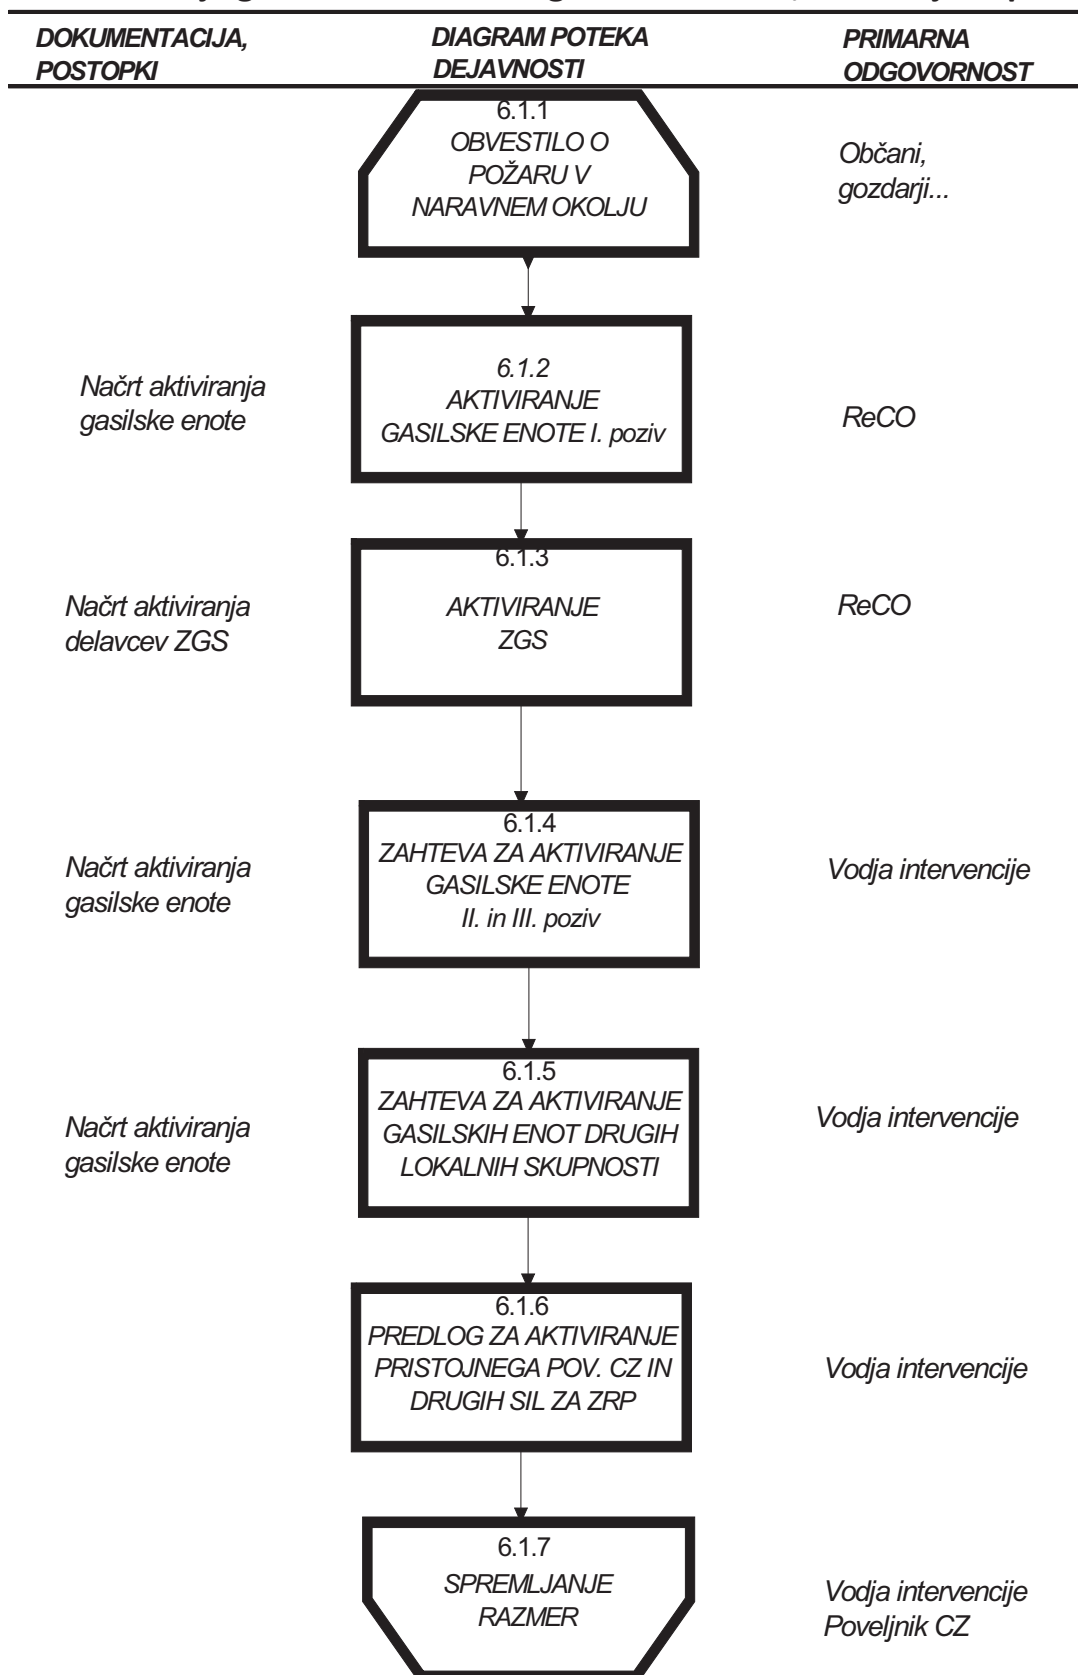 DOKUMENTACIJA,
POSTOPKI
DIAGRAM POTEKA
DEJAVNOSTI
PRIMARNA
ODGOVORNOST
6.1.1
OBVESTILO O
POŽARU V
NARAVNEM OKOLJU
Občani,
gozdarji...
Načrt aktiviranja
gasilske enote
6.1.2
AKTIVIRANJE
GASILSKE ENOTE I. poziv
ReCO
Načrt aktiviranja
delavcev ZGS
6.1.3
AKTIVIRANJE
ZGS
ReCO
Načrt aktiviranja
gasilske enote
6.1.4
ZAHTEVA ZA AKTIVIRANJE
GASILSKE ENOTE
II. in III. poziv
Vodja intervencije
Načrt aktiviranja
gasilske enote
6.1.5
ZAHTEVA ZA AKTIVIRANJE
GASILSKIH ENOT DRUGIH
LOKALNIH SKUPNOSTI
Vodja intervencije
6.1.6
PREDLOG ZA AKTIVIRANJE
PRISTOJNEGA POV. CZ IN
DRUGIH SIL ZA ZRP
Vodja intervencije
6.1.7
SPREMLJANJE
RAZMER
Vodja intervencije
Poveljnik CZ